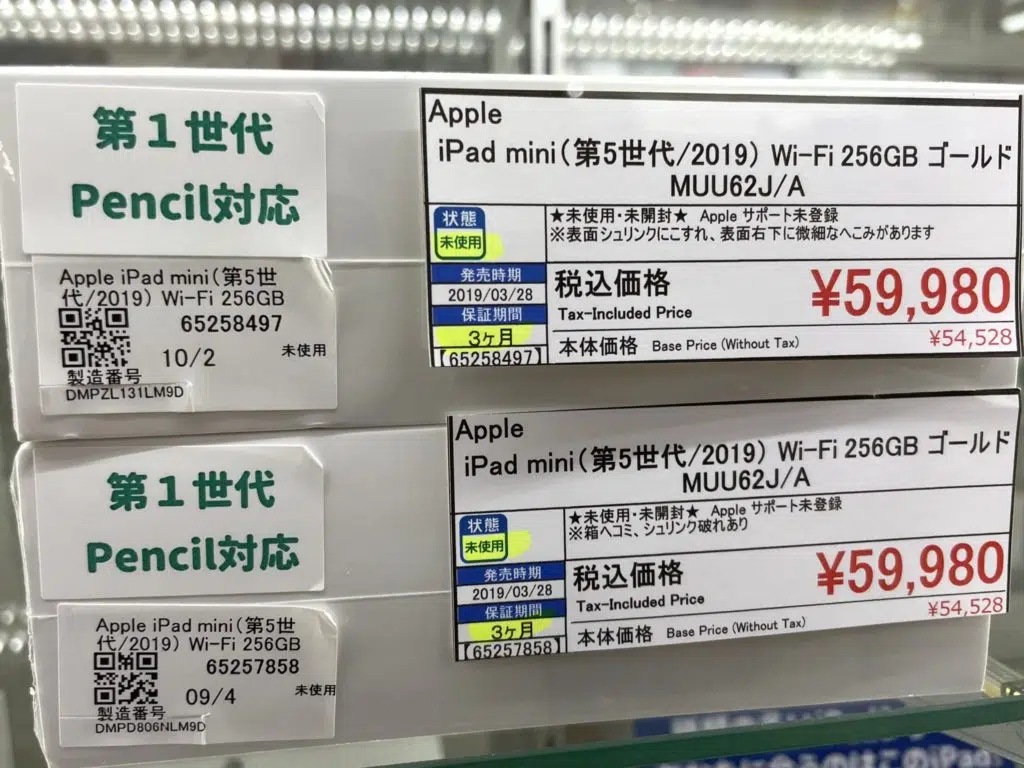 第1世代
Pencil対応
Apple iPad mini(第5世
代/2019) Wi-Fi 256GB
65258497
10/2
未使用
製造番号
DMPZL131LM9D
Apple
iPad mini(第5世代/2019) Wi-Fi 256GB ゴールド
MUU62J/A
状態
未使用
★未使用・未開封★ Apple サポート未登録
※表面シュリンクにこすれ、表面右下に微細なへこみがあります
発売時期
2019/03/28
保証期間
3ヶ月
【65258497】
税込価格
Tax-Included Price
¥59,980
本体価格 Base Price (Without Tax)
¥54,528
第1世代
Pencil対応
Apple iPad mini(第5世
代/2019) Wi-Fi 256GB
65257858
09/4
未使用
製造番号
DMPD806NLM9D
Apple
iPad mini(第5世代/2019) Wi-Fi 256GB ゴールド
MUU62J/A
状態
未使用
★未使用・未開封★ Apple サポート未登録
※箱ヘコミ、シュリンク破れあり
発売時期
2019/03/28
保証期間
3ヶ月
【65257858】
税込価格
Tax-Included Price
¥59,980
本体価格 Base Price (Without Tax)
¥54,528
のはこのiPad